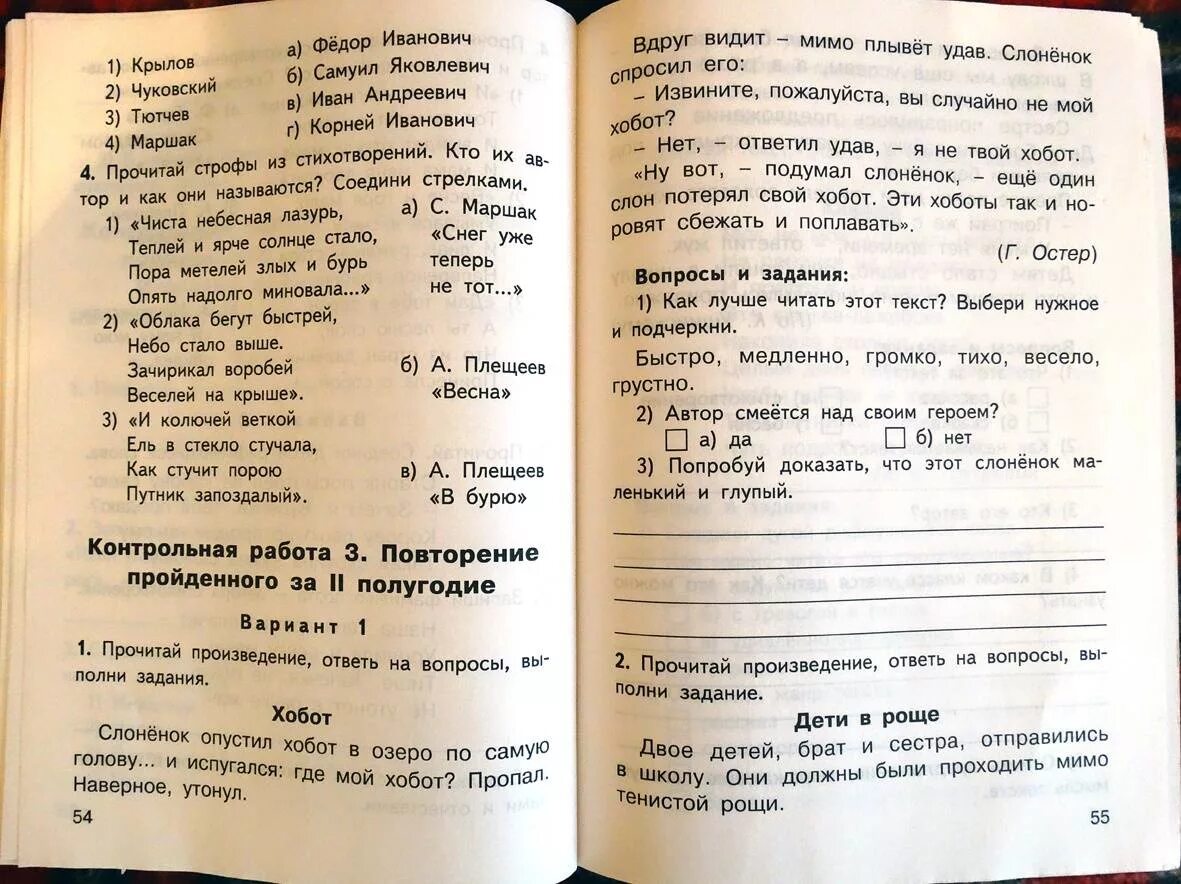 1) Крылов а) Фёдор Иванович
2) Чуковский б) Самуил Яковлевич
3) Тютчев в) Иван Андреевич
4) Маршак г) Корней Иванович
4. Прочитай строфы из стихотворений. Кто их ав-
тор и как они называются? Соедини стрелками.
1) «Чиста небесная лазурь, а) С. Маршак
Теплей и ярче солнце стало, «Снег уже
Пора метелей злых и бурь теперь
Опять надолго миновала...» не тот...»
2) «Облака бегут быстрей,
Небо стало выше.
Зачирикал воробей б) А. Плещеев
Веселей на крыше». «Весна»
3) «И колючей веткой
Ель в стекло стучала,
Как стучит порою в) А. Плещеев
Путник запоздалый». «В бурю»
Контрольная работа 3. Повторение
пройденного за II полугодие
Вариант 1
1. Прочитай произведение, ответь на вопросы, вы-
полни задания.
Хобот
Слонёнок опустил хобот в озеро по самую
голову... и испугался: где мой хобот? Пропал.
Наверное, утонул.
54
Вдруг видит – мимо плывёт удав. Слонёнок
спросил его:
– Извините, пожалуйста, вы случайно не мой
хобот?
– Нет, – ответил удав, – я не твой хобот.
«Ну вот, – подумал слонёнок, – ещё один
слон потерял свой хобот. Эти хоботы так и но-
ровят сбежать и поплавать».
(Г. Остер)
Вопросы и задания:
1) Как лучше читать этот текст? Выбери нужное
и подчеркни.
Быстро, медленно, громко, тихо, весело,
грустно.
2) Автор смеётся над своим героем?
а) да б) нет
3) Попробуй доказать, что этот слонёнок ма-
ленький и глупый.
2. Прочитай произведение, ответь на вопросы, вы-
полни задание.
Дети в роще
Двое детей, брат и сестра, отправились
в школу. Они должны были проходить мимо
тенистой рощи.
55